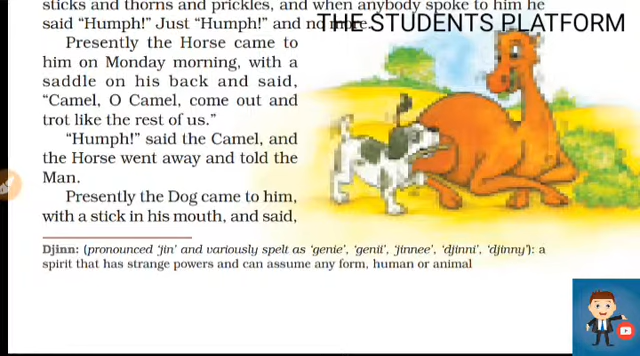 sticks and thorns and prickles, and when anybody spoke to him he
said “Humph!” Just “Humph!” and no more.
THE STUDENTS PLATFORM
Presently the Horse came to
him on Monday morning, with a
saddle on his back and said,
“Camel, O Camel, come out and
trot like the rest of us.”
“Humph!” said the Camel, and
the Horse went away and told the
Man.
Presently the Dog came to him,
with a stick in his mouth, and said,
Djinn: (pronounced ‘jin’ and variously spelt as ‘genie’, ‘genii’, ‘jinnee’, ‘djinni’, ‘djinny’): a
spirit that has strange powers and can assume any form, human or animal